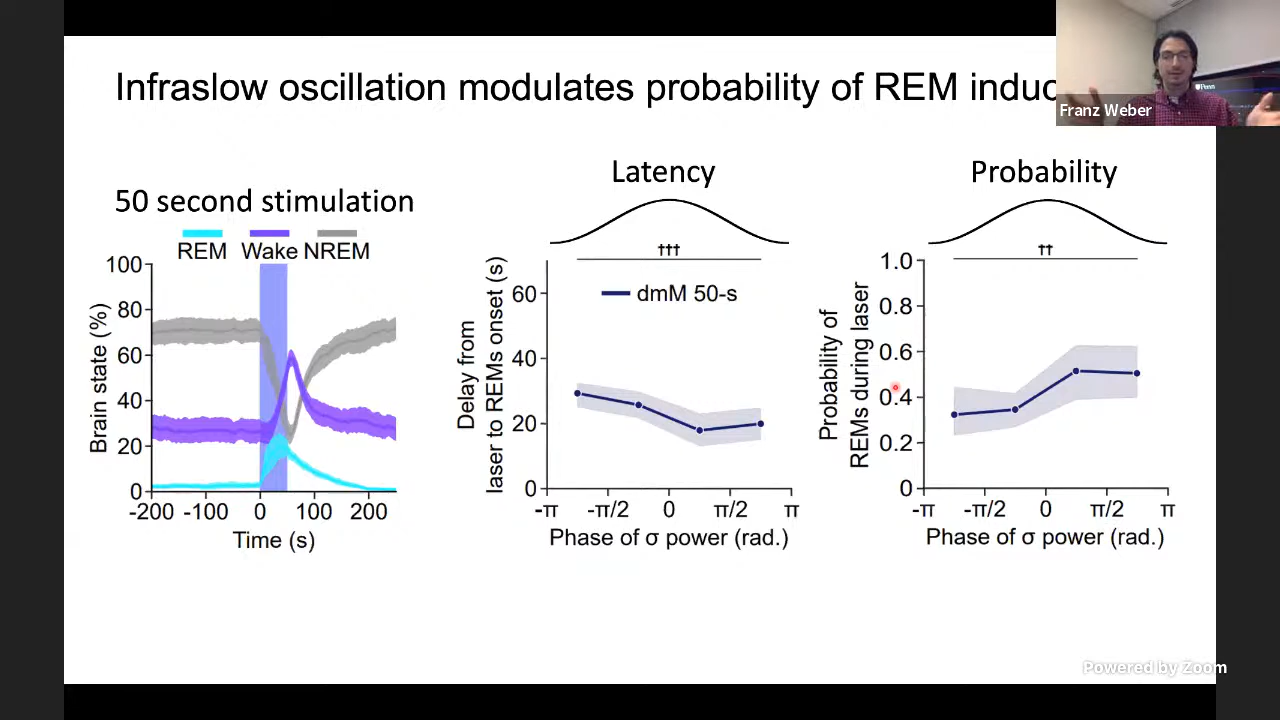 Infraslow oscillation modulates probability of REM induc
Penn
Franz Weber
50 second stimulation
REM Wake NREM
Brain state (%)
100
80
60
40
20
0
-200 -100 0 100 200
Time (s)
Latency
†††
dmM 50-s
Delay from
laser to REMs onset (s)
60
40
20
0
-π -π/2 0 π/2 π
Phase of σ power (rad.)
Probability
††
Probability of
REMs during laser
1.0
0.8
0.6
0.4
0.2
0
-π -π/2 0 π/2 π
Phase of σ power (rad.)
Powered by Zoom